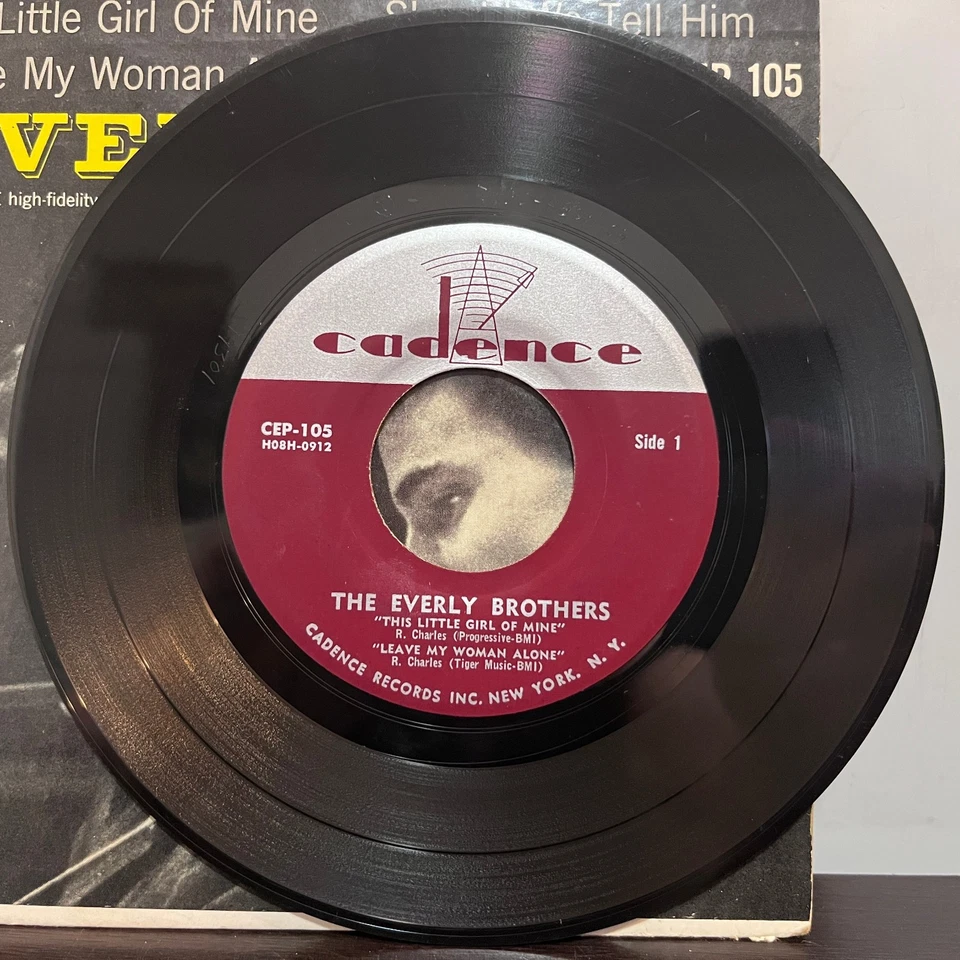 Little Girl Of Mine Tell Him
My Woman 105
VE
high-fidelity
cadence
CEP-105
H08H-0912
Side 1
1301
THE EVERLY BROTHERS
"THIS LITTLE GIRL OF MINE"
R. Charles (Progressive-BMI)
"LEAVE MY WOMAN ALONE"
R. Charles (Tiger Music-BMI)
CADENCE RECORDS INC. NEW YORK. N. Y.